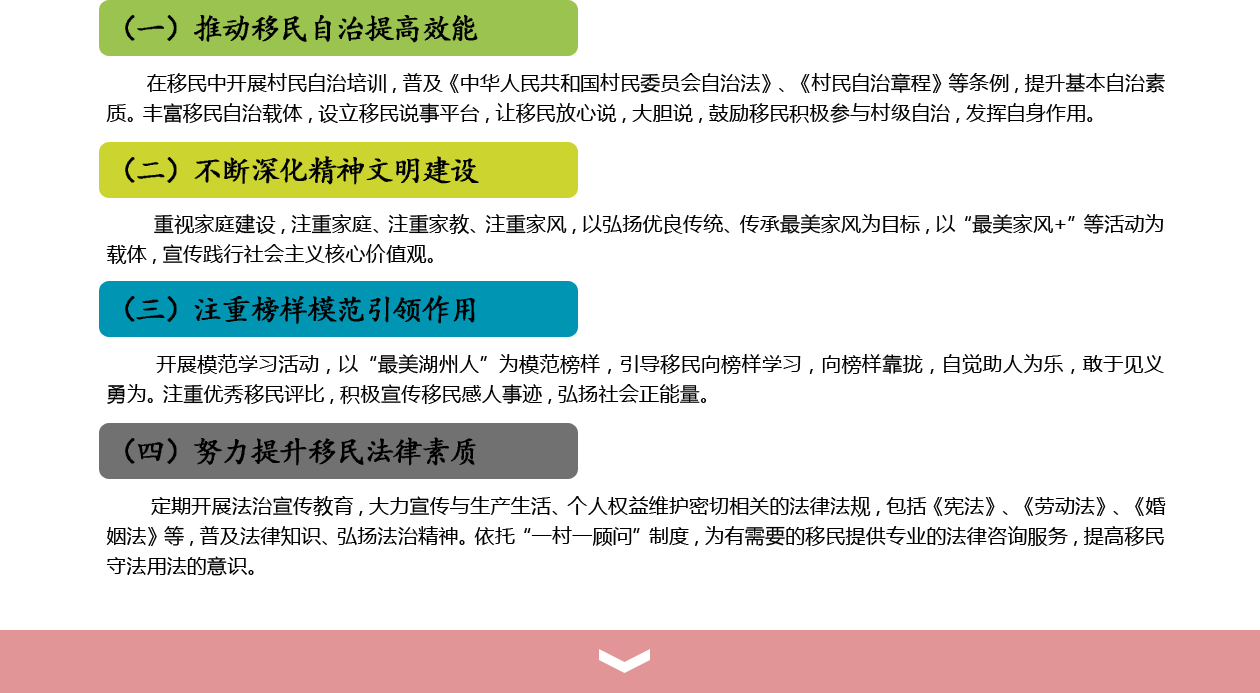 （一）推动移民自治提高效能
在移民中开展村民自治培训，普及《中华人民共和国村民委员会自治法》、《村民自治章程》等条例，提升基本自治素
质。丰富移民自治载体，设立移民说事平台，让移民放心说，大胆说，鼓励移民积极参与村级自治，发挥自身作用。
（二）不断深化精神文明建设
重视家庭建设，注重家庭、注重家教、注重家风，以弘扬优良传统、传承最美家风为目标，以“最美家风+”等活动为
载体，宣传践行社会主义核心价值观。
（三）注重榜样模范引领作用
开展模范学习活动，以“最美湖州人”为模范榜样，引导移民向榜样学习，向榜样靠拢，自觉助人为乐，敢于见义
勇为。注重优秀移民评比，积极宣传移民感人事迹，弘扬社会正能量。
（四）努力提升移民法律素质
定期开展法治宣传教育，大力宣传与生产生活、个人权益维护密切相关的法律法规，包括《宪法》、《劳动法》、《婚
姻法》等，普及法律知识、弘扬法治精神。依托“一村一顾问”制度，为有需要的移民提供专业的法律咨询服务，提高移民
守法用法的意识。